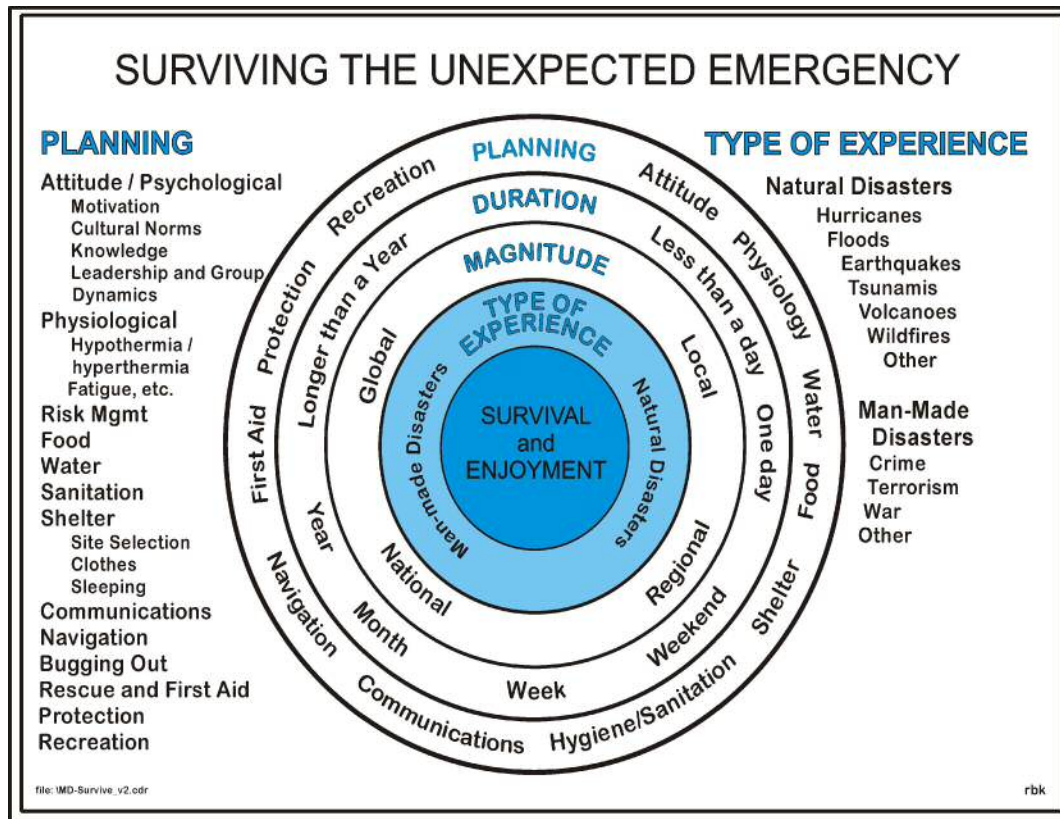 SURVIVING THE UNEXPECTED EMERGENCY
PLANNING
Attitude / Psychological
Motivation
Cultural Norms
Knowledge
Leadership and Group
Dynamics
Physiological
Hypothermia /
hyperthermia
Fatigue, etc.
Risk Mgmt
Food
Water
Sanitation
Shelter
Site Selection
Clothes
Sleeping
Communications
Navigation
Bugging Out
Rescue and First Aid
Protection
Recreation
PLANNING
Attitude
Physiology
Water
Food
Shelter
Hygiene/Sanitation
Communications
Navigation
First Aid
Protection
Recreation
DURATION
Less than a day
One day
Weekend
Week
Month
Year
Longer than a Year
MAGNITUDE
Local
Regional
National
Global
TYPE OF
EXPERIENCE
Natural Disasters
Man-made Disasters
SURVIVAL
and
ENJOYMENT
TYPE OF EXPERIENCE
Natural Disasters
Hurricanes
Floods
Earthquakes
Tsunamis
Volcanoes
Wildfires
Other
Man-Made
Disasters
Crime
Terrorism
War
Other
file: \MD-Survive_v2.cdr
rbk